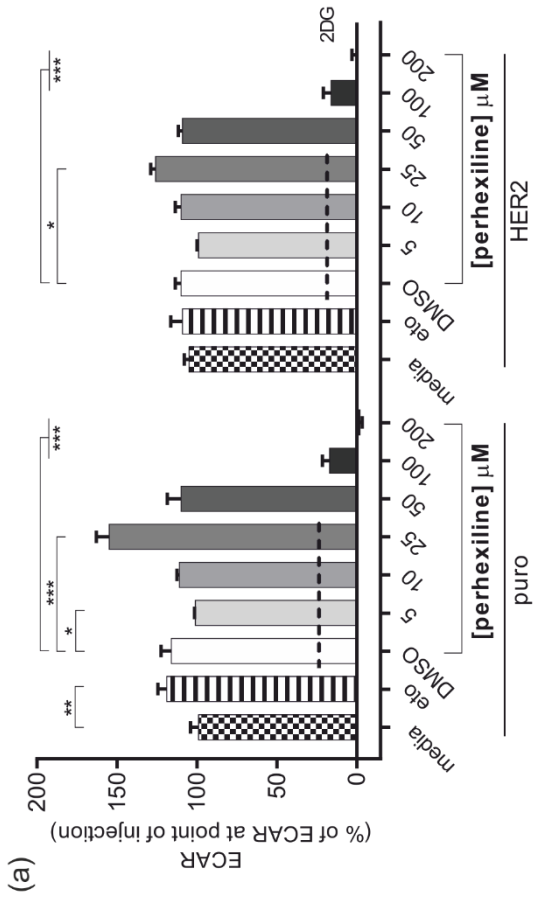 (a)
ECAR
(% of ECAR at point of injection)
200
150
100
50
0
**
*
***
***
*
***
2DG
media
eto
DMSO
5
10
25
50
100
200
media
eto
DMSO
5
10
25
50
100
200
[perhexiline] μM
[perhexiline] μM
puro
HER2